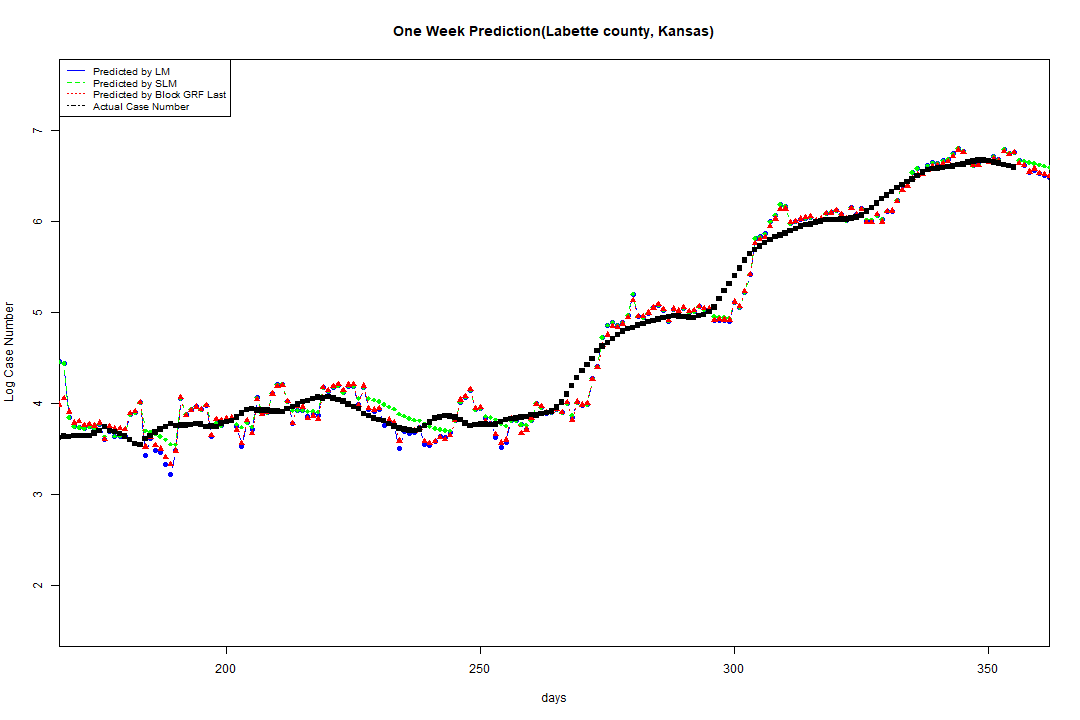 One Week Prediction(Labette county, Kansas)
Predicted by LM
Predicted by SLM
Predicted by Block GRF Last
Actual Case Number
Log Case Number
7
6
5
4
3
2
200
250
300
350
days